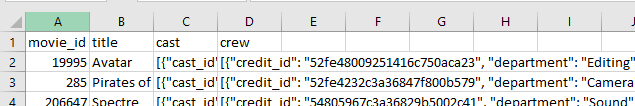 A B C D E F G H I J
1 movie_id title cast crew
2 19995 Avatar [{"cast_id' [{"credit_id": "52fe48009251416c750aca23", "department": "Editing"
3 285 Pirates of [{"cast_id' [{"credit_id": "52fe4232c3a36847f800b579", "department": "Camera
4 206647 Spectre [{"cast_id' [{"credit_id": "54805967c3a36829b5002c41", "department": "Sound"